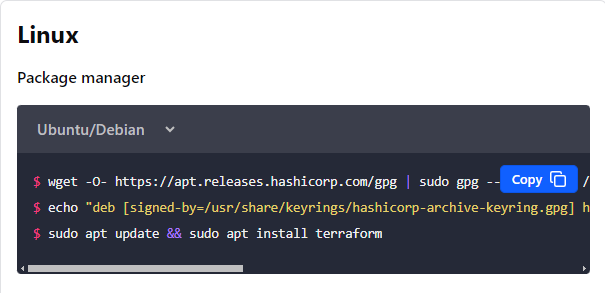 Linux
Package manager
Ubuntu/Debian
$ wget -O- https://apt.releases.hashicorp.com/gpg | sudo gpg -- /
Copy
$ echo "deb [signed-by=/usr/share/keyrings/hashicorp-archive-keyring.gpg] h
$ sudo apt update && sudo apt install terraform